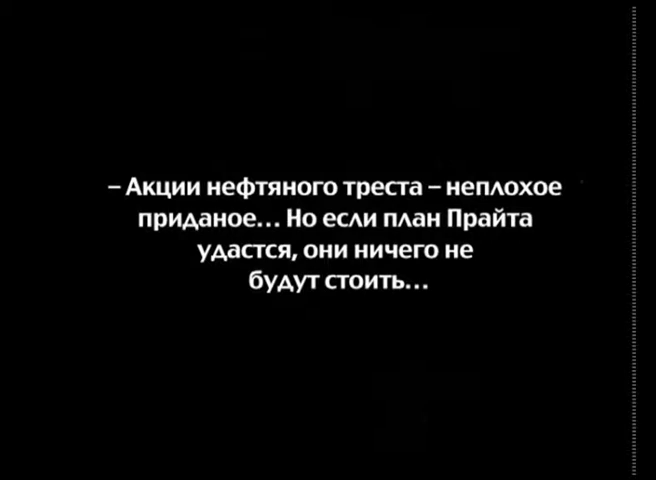 – Акции нефтяного треста – неплохое
приданое... Но если план Прайта
удастся, они ничего не
будут стоить...